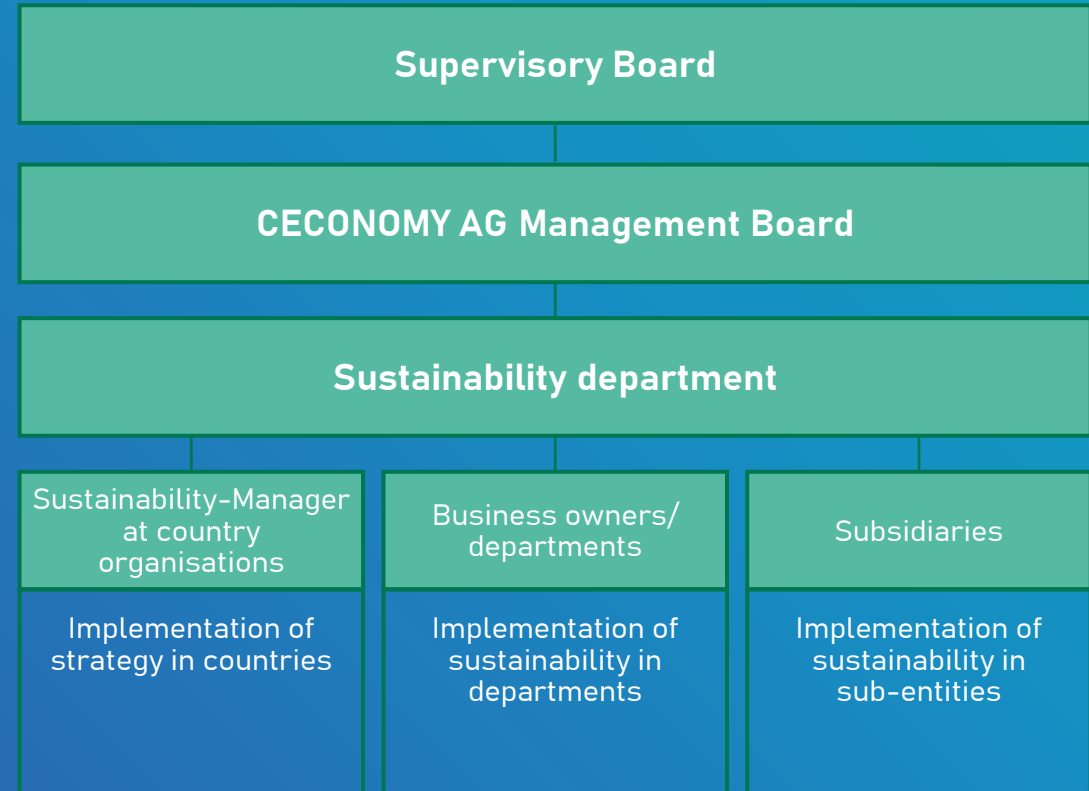 Supervisory Board
CECONOMY AG Management Board
Sustainability department
Sustainability-Manager
at country
organisations
Business owners/
departments
Subsidiaries
Implementation of
strategy in countries
Implementation of
sustainability in
departments
Implementation of
sustainability in
sub-entities